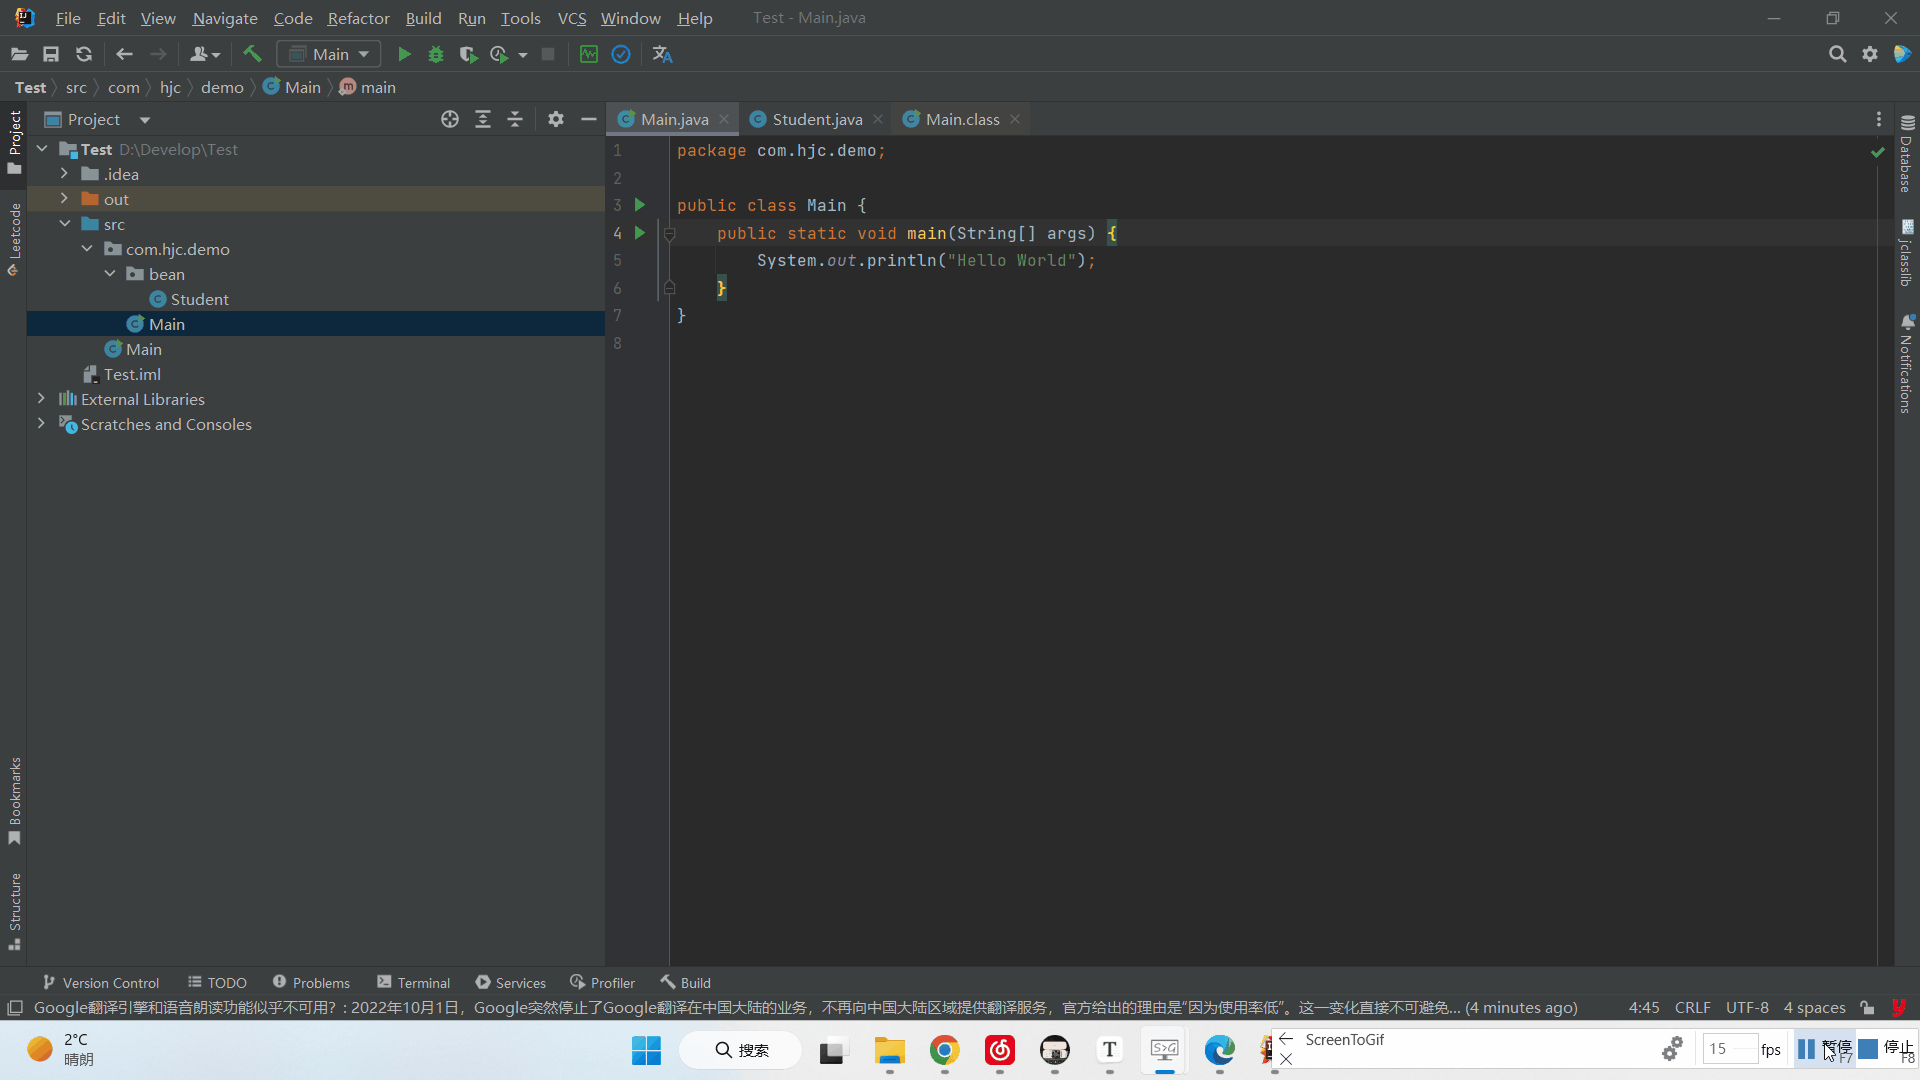 File Edit View Navigate Code Refactor Build Run Tools VCS Window Help Test - Main.java
Main
Test src com hjc demo Main main
Project
Main.java Student.java Main.class
Test D:\Develop\Test
.idea
out
src
com.hjc.demo
bean
Student
Main
Main
Test.iml
External Libraries
Scratches and Consoles
1 package com.hjc.demo;
2
3 public class Main {
4 public static void main(String[] args) {
5 System.out.println("Hello World");
6 }
7 }
8
Project
Leetcode
Bookmarks
Structure
Database
jclasslib
Notifications
Version Control TODO Problems Terminal Services Profiler Build
Google翻译引擎和语音朗读功能似乎不可用? : 2022年10月1日，Google突然停止了Google翻译在中国大陆的业务，不再向中国大陆区域提供翻译服务，官方给出的理由是“因为使用率低”。这一变化直接不可避免... (4 minutes ago) 4:45 CRLF UTF-8 4 spaces
2°C
晴朗
搜索
ScreenToGif
15 fps 暂停 F7 停止 F8